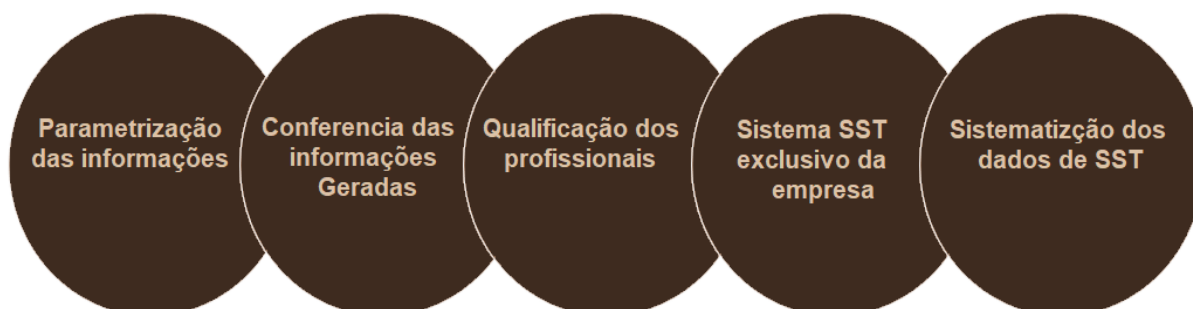 Parametrização
das informações
Conferencia das
informações
Geradas
Qualificação dos
profissionais
Sistema SST
exclusivo da
empresa
Sistematizção dos
dados de SST